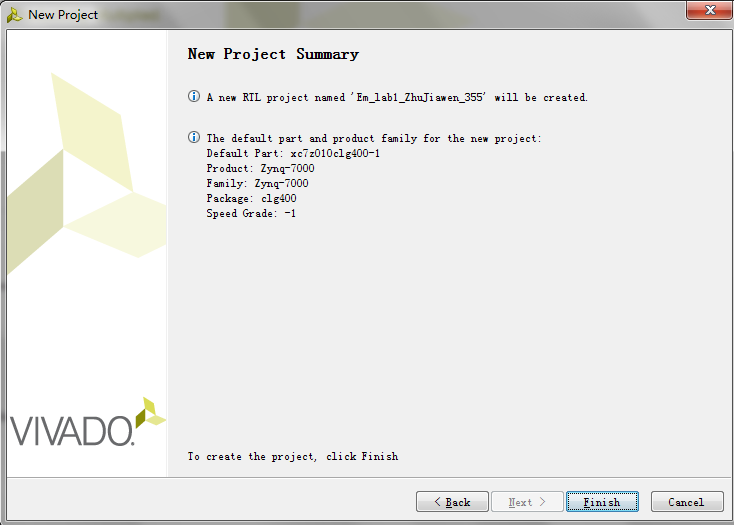 New Project
New Project Summary
A new RTL project named 'Em_lab1_ZhuJiawen_355' will be created.
The default part and product family for the new project:
Default Part: xc7z010clg400-1
Product: Zynq-7000
Family: Zynq-7000
Package: clg400
Speed Grade: -1
VIVADO.
To create the project, click Finish
< Back
Next >
Finish
Cancel